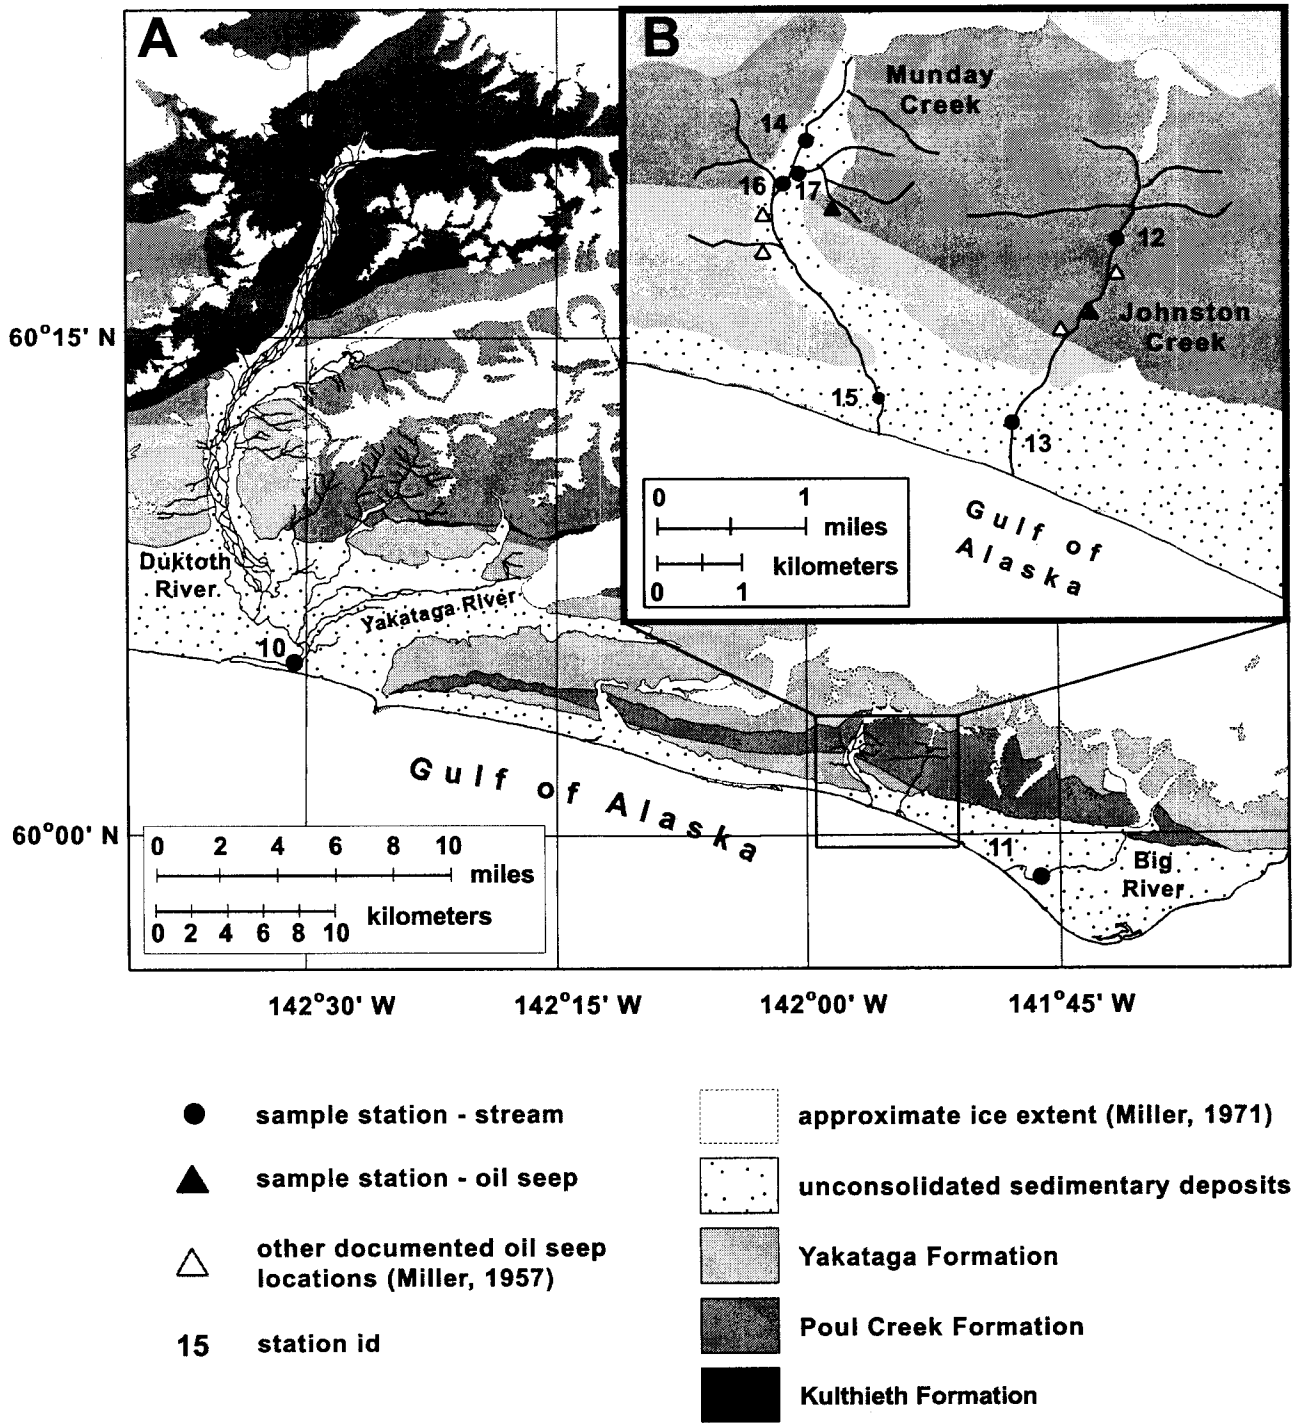 A
B
Munday
Creek
14
16
17
12
Johnston
Creek
15
13
0 1
miles
kilometers
0 1
Gulf of
Alaska
60°15' N
Duktoth
River
Yakataga River
10
Gulf of Alaska
60°00' N
11
Big
River
0 2 4 6 8 10
miles
kilometers
0 2 4 6 8 10
142°30' W 142°15' W 142°00' W 141°45' W
sample station - stream
sample station - oil seep
other documented oil seep
locations (Miller, 1957)
15 station id
approximate ice extent (Miller, 1971)
unconsolidated sedimentary deposits
Yakataga Formation
Poul Creek Formation
Kulthieth Formation